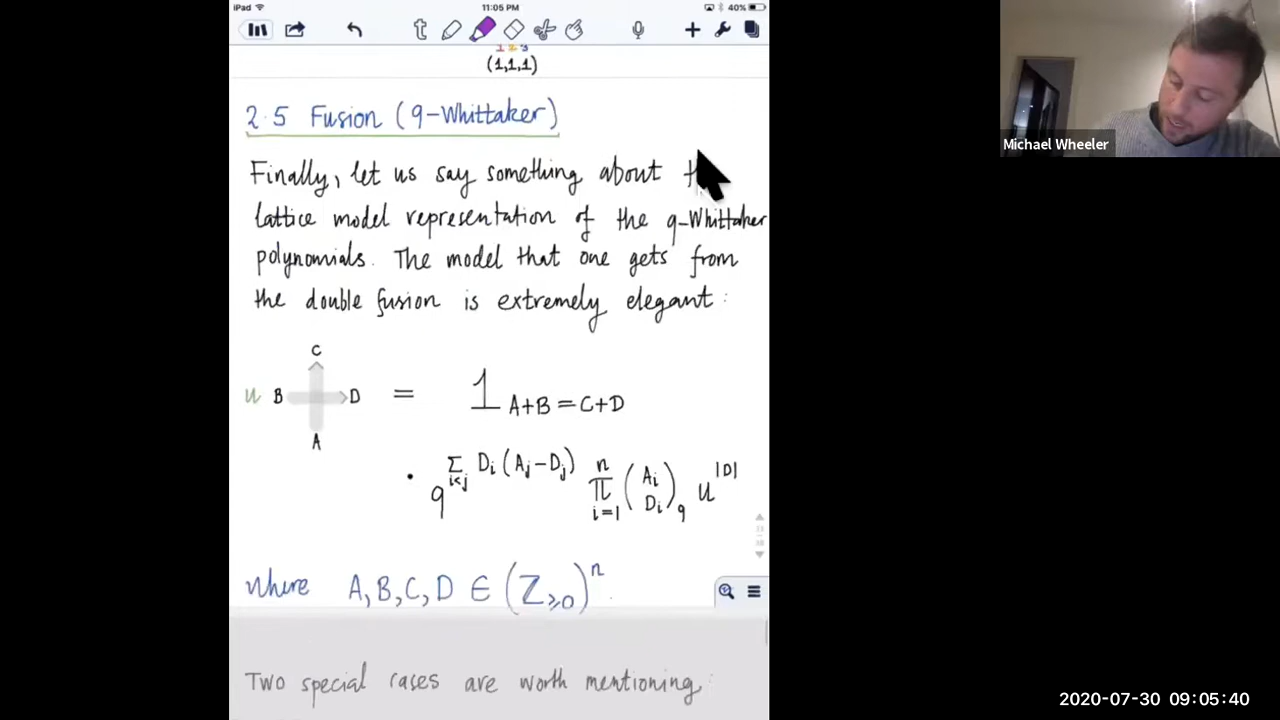 iPad 11:05 PM 40%
t
1 2 3
(1,1,1)
2.5 Fusion (q-Whittaker)
Finally, let us say something about
lattice model representation of the q-Whittaker
polynomials. The model that one gets from
the double fusion is extremely elegant :
C
u B D = 1 A+B=C+D
A
· q Σ i<j D_i (A_j - D_j) n ∏ i=1 (A_i D_i)_q u^|D|
where A, B, C, D ∈ (Z≥0)^n
Two special cases are worth mentioning:
Michael Wheeler
2020-07-30 09:05:40